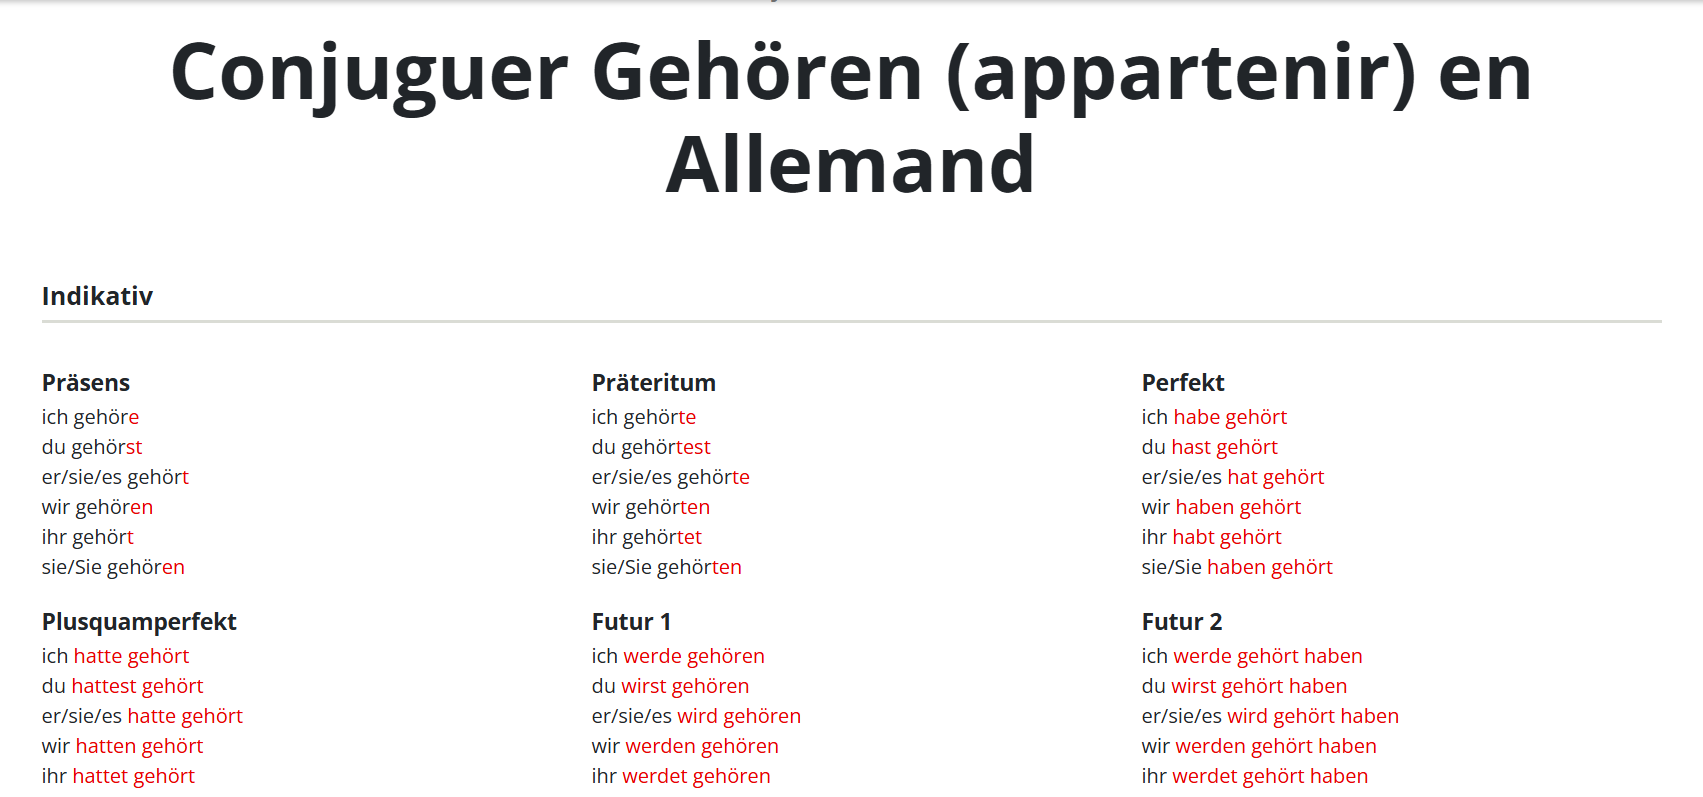 Conjuguer Gehören (appartenir) en
Allemand
Indikativ
Präsens
ich gehöre
du gehörst
er/sie/es gehört
wir gehören
ihr gehört
sie/Sie gehören
Präteritum
ich gehörte
du gehörtest
er/sie/es gehörte
wir gehörten
ihr gehörtet
sie/Sie gehörten
Perfekt
ich habe gehört
du hast gehört
er/sie/es hat gehört
wir haben gehört
ihr habt gehört
sie/Sie haben gehört
Plusquamperfekt
ich hatte gehört
du hattest gehört
er/sie/es hatte gehört
wir hatten gehört
ihr hattet gehört
Futur 1
ich werde gehören
du wirst gehören
er/sie/es wird gehören
wir werden gehören
ihr werdet gehören
Futur 2
ich werde gehört haben
du wirst gehört haben
er/sie/es wird gehört haben
wir werden gehört haben
ihr werdet gehört haben